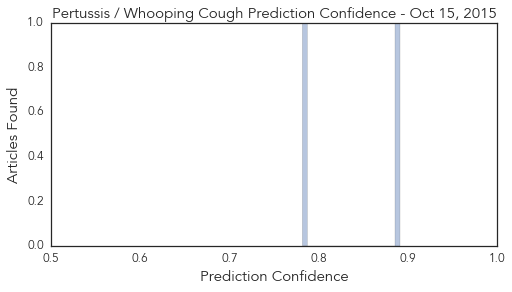 Pertussis / Whooping Cough Prediction Confidence - Oct 15, 2015
1.0
0.8
0.6
0.4
0.2
0.0
Articles Found
0.5 0.6 0.7 0.8 0.9 1.0
Prediction Confidence